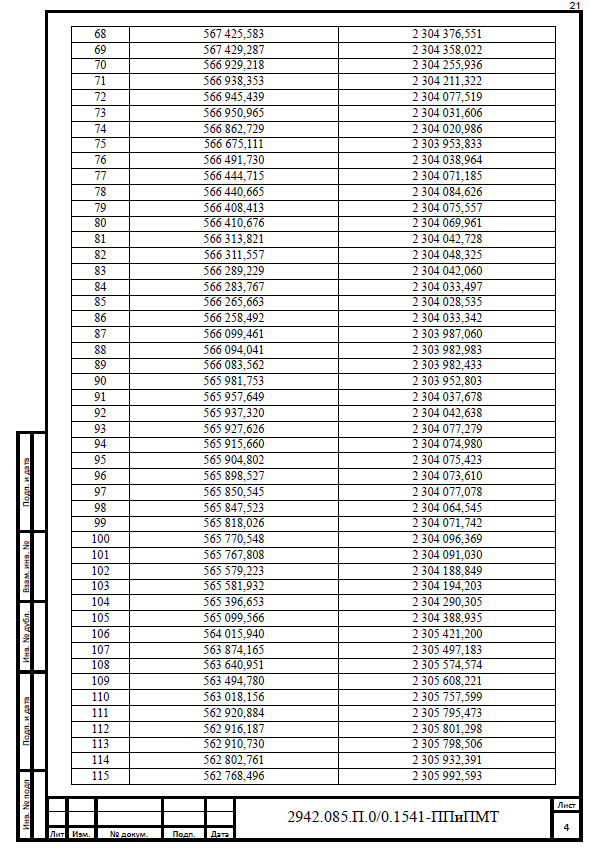 21
68 567 425,583 2 304 376,551
69 567 429,287 2 304 358,022
70 566 929,218 2 304 255,936
71 566 938,353 2 304 211,322
72 566 945,439 2 304 077,519
73 566 950,965 2 304 031,606
74 566 862,729 2 304 020,986
75 566 675,111 2 303 953,833
76 566 491,730 2 304 038,964
77 566 444,715 2 304 071,185
78 566 440,665 2 304 084,626
79 566 408,413 2 304 075,557
80 566 410,676 2 304 069,961
81 566 313,821 2 304 042,728
82 566 311,557 2 304 048,325
83 566 289,229 2 304 042,060
84 566 283,767 2 304 033,497
85 566 265,663 2 304 028,535
86 566 258,492 2 304 033,342
87 566 099,461 2 303 987,060
88 566 094,041 2 303 982,983
89 566 083,562 2 303 982,433
90 565 981,753 2 303 952,803
91 565 957,649 2 304 037,678
92 565 937,320 2 304 042,638
93 565 927,626 2 304 077,279
94 565 915,660 2 304 074,980
95 565 904,802 2 304 075,423
96 565 898,527 2 304 073,610
97 565 850,545 2 304 077,078
98 565 847,523 2 304 064,545
99 565 818,026 2 304 071,742
100 565 770,548 2 304 096,369
101 565 767,808 2 304 091,030
102 565 579,223 2 304 188,849
103 565 581,932 2 304 194,203
104 565 396,653 2 304 290,305
105 565 099,566 2 304 388,935
106 564 015,940 2 305 421,200
107 563 874,165 2 305 497,183
108 563 640,951 2 305 574,574
109 563 494,780 2 305 608,221
110 563 018,156 2 305 757,599
111 562 920,884 2 305 795,473
112 562 916,187 2 305 801,298
113 562 910,730 2 305 798,506
114 562 802,761 2 305 932,391
115 562 768,496 2 305 992,593
Подп. и дата
Взам. инв. №
Инв. № дубл.
Подп. и дата
Инв. № подп
Лит Изм. № докум. Подп. Дата
2942.085.П.0/0.1541-ППиПМТ
Лист
4